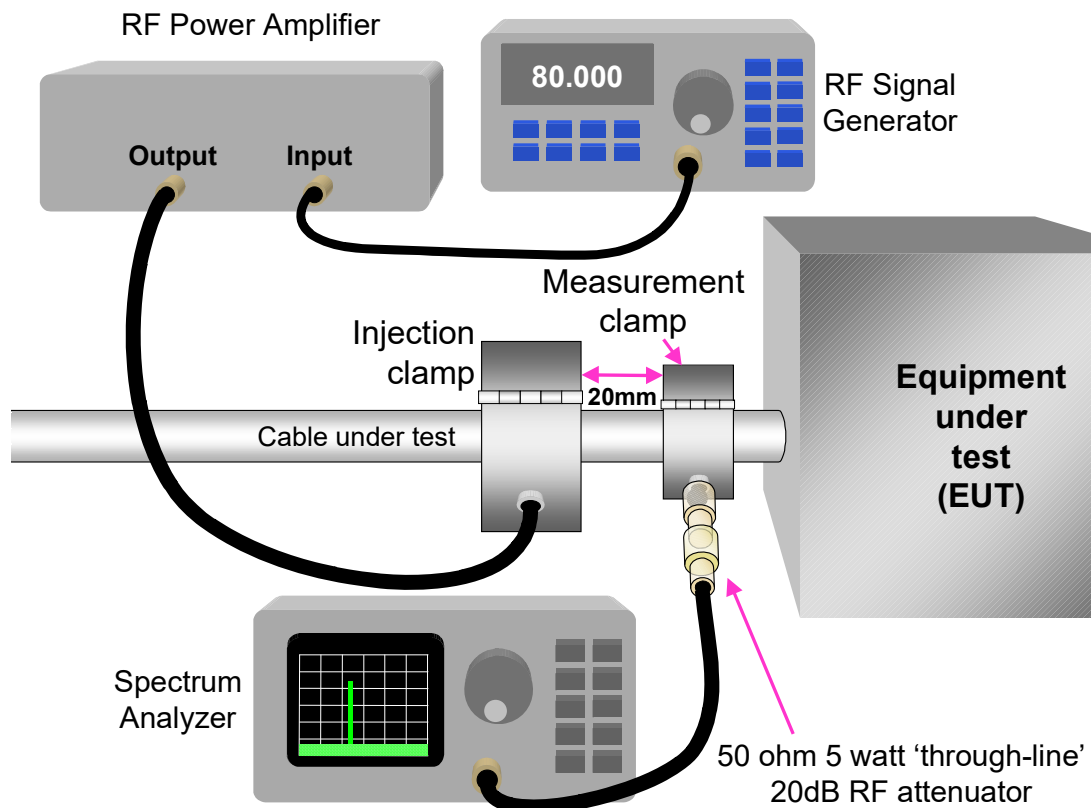 RF Power Amplifier
80.000
RF Signal
Generator
Output
Input
Measurement
clamp
Injection
clamp
20mm
Cable under test
Equipment
under
test
(EUT)
Spectrum
Analyzer
50 ohm 5 watt ‘through-line’
20dB RF attenuator